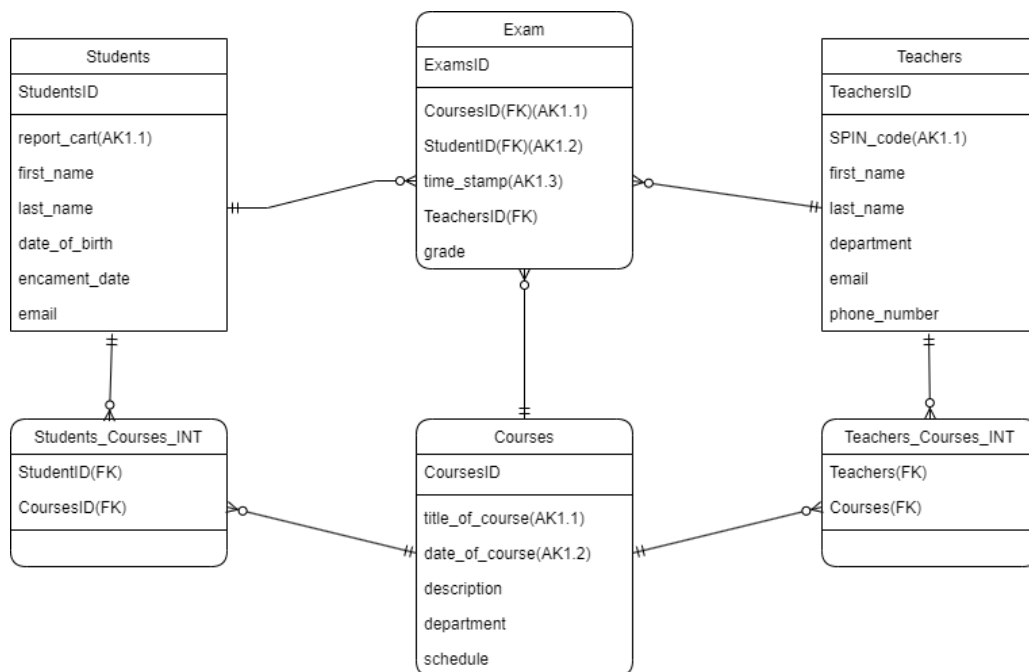 Students
StudentsID
report_cart(AK1.1)
first_name
last_name
date_of_birth
encament_date
email
Exam
ExamsID
CoursesID(FK)(AK1.1)
StudentID(FK)(AK1.2)
time_stamp(AK1.3)
TeachersID(FK)
grade
Teachers
TeachersID
SPIN_code(AK1.1)
first_name
last_name
department
email
phone_number
Students_Courses_INT
StudentID(FK)
CoursesID(FK)
Courses
CoursesID
title_of_course(AK1.1)
date_of_course(AK1.2)
description
department
schedule
Teachers_Courses_INT
Teachers(FK)
Courses(FK)